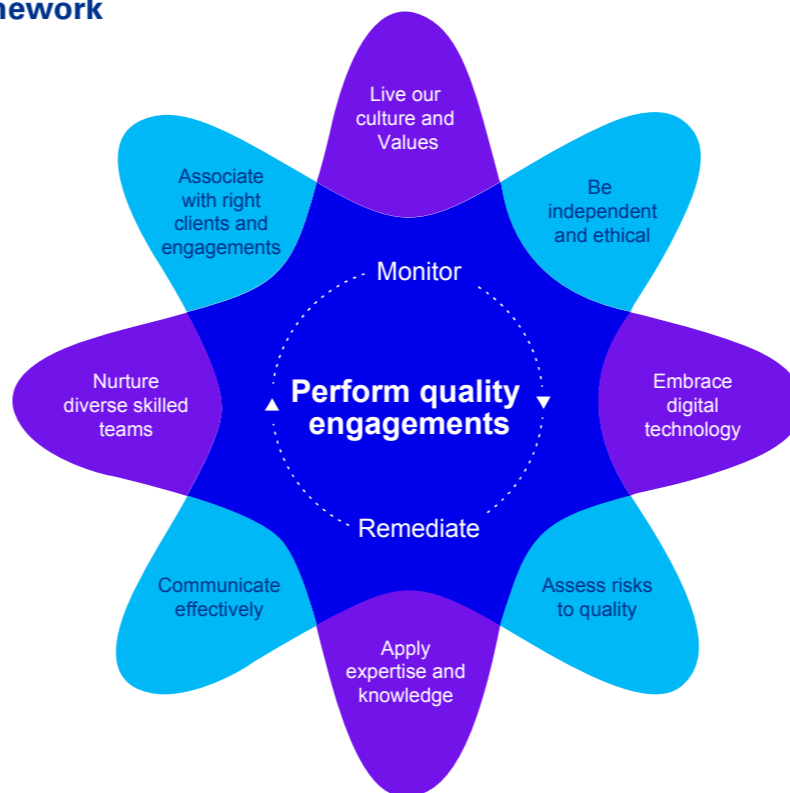 nework
Live our
culture and
Values
Associate
with right
clients and
engagements
Be
independent
and ethical
Monitor
Nurture
diverse skilled
teams
Perform quality
engagements
Embrace
digital
technology
Remediate
Communicate
effectively
Assess risks
to quality
Apply
expertise and
knowledge